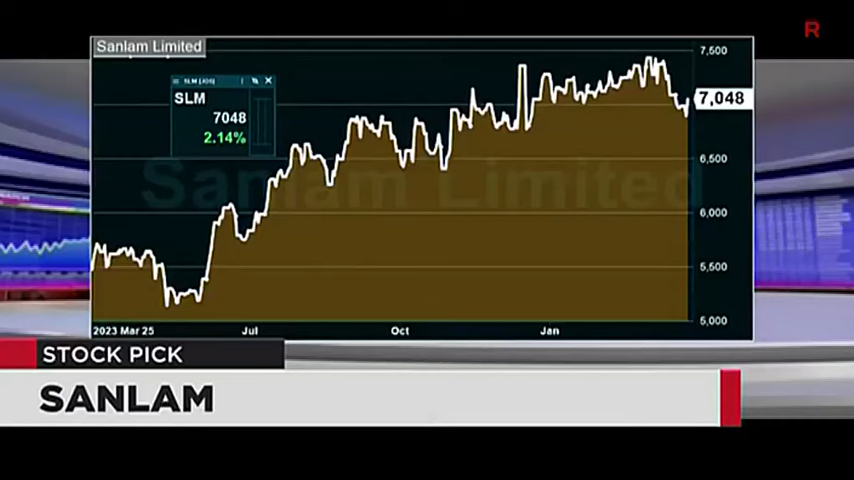 R
Sanlam Limited
7,500
SLM
7048
2.14%
7,048
Sanlam Limited
6,500
6,000
5,500
5,000
2023 Mar 25 Jul Oct Jan
STOCK PICK
SANLAM